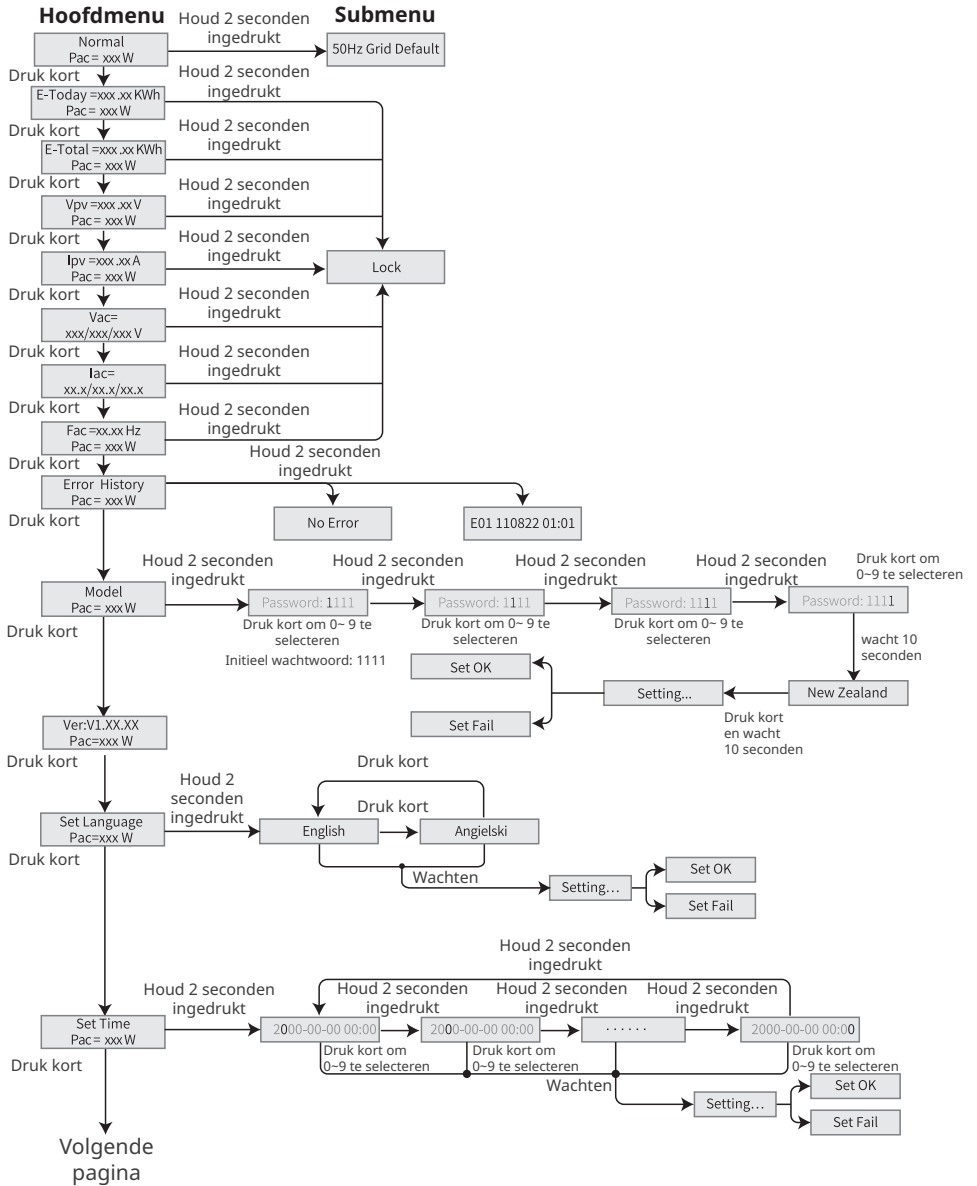 Hoofdmenu
Submenu
Houd 2 seconden
ingedrukt
Normal
Pac= xxx W
50Hz Grid Default
Druk kort
Houd 2 seconden
ingedrukt
E-Today =xxx .xx KWh
Pac= xxx W
Druk kort
Houd 2 seconden
ingedrukt
E-Total =xxx .xx KWh
Pac= xxx W
Druk kort
Houd 2 seconden
ingedrukt
Vpv =xxx .xx V
Pac= xxx W
Druk kort
Houd 2 seconden
ingedrukt
Ipv =xxx .xx A
Pac= xxx W
Lock
Druk kort
Houd 2 seconden
ingedrukt
Vac=
xxx/xxx/xxx V
Druk kort
Houd 2 seconden
ingedrukt
Iac=
xx.x/xx.x/xx.x
Druk kort
Houd 2 seconden
ingedrukt
Fac =xx.xx Hz
Pac= xxx W
Druk kort
Houd 2 seconden
ingedrukt
Error History
Pac= xxx W
No Error
E01 110822 01:01
Druk kort
Houd 2 seconden
ingedrukt
Houd 2 seconden
ingedrukt
Houd 2 seconden
ingedrukt
Houd 2 seconden
ingedrukt
Druk kort om
0~9 te selecteren
Model
Pac= xxx W
Password: 1111
Password: 1111
Password: 1111
Password: 1111
Druk kort
Druk kort om 0~ 9 te
selecteren
Druk kort om 0~ 9 te
selecteren
Druk kort om 0~ 9 te
selecteren
Initieel wachtwoord: 1111
wacht 10
seconden
Set OK
Setting...
New Zealand
Set Fail
Druk kort
en wacht
10 seconden
Ver:V1.XX.XX
Pac=xxx W
Druk kort
Houd 2
seconden
ingedrukt
Druk kort
Druk kort
Set Language
Pac=xxx W
English
Angielski
Druk kort
Wachten
Setting...
Set OK
Set Fail
Houd 2 seconden
ingedrukt
Houd 2 seconden
ingedrukt
Houd 2 seconden
ingedrukt
Houd 2 seconden
ingedrukt
Houd 2 seconden
ingedrukt
Set Time
Pac= xxx W
2000-00-00 00:00
2000-00-00 00:00
......
2000-00-00 00:00
Druk kort
Druk kort om
0~9 te selecteren
Druk kort om
0~9 te selecteren
Druk kort om
0~9 te selecteren
Wachten
Setting...
Set OK
Set Fail
Volgende
pagina